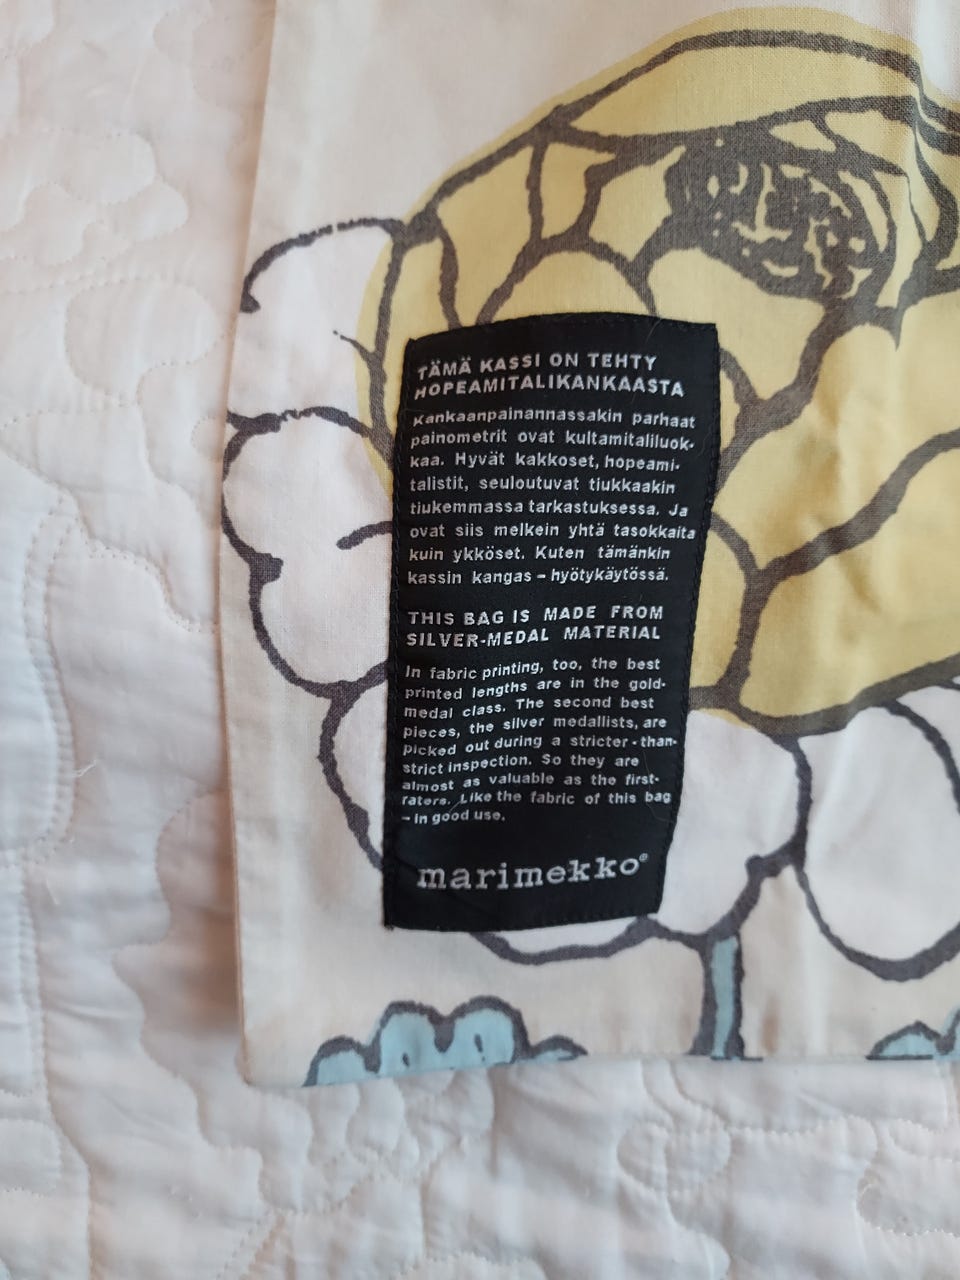 TÄMÄ KASSI ON TEHTY
HOPEAMITALIKANKAASTA
Kankaanpainannassakin parhaat
painometrit ovat kultamitaliluok-
kaa. Hyvät kakkoset, hopeami-
talistit, seuloutuvat tiukkaakin
tiukemmassa tarkastuksessa. Ja
ovat siis melkein yhtä tasokkaita
kuin ykköset. Kuten tämänkin
kassin kangas – hyötykäytössä.
THIS BAG IS MADE FROM
SILVER-MEDAL MATERIAL
In fabric printing, too, the best
printed lengths are in the gold-
medal class. The second best
pieces, the silver medallists, are
picked out during a stricter-than-
strict inspection. So they are
almost as valuable as the first-
raters. Like the fabric of this bag
– in good use.
marimekko®